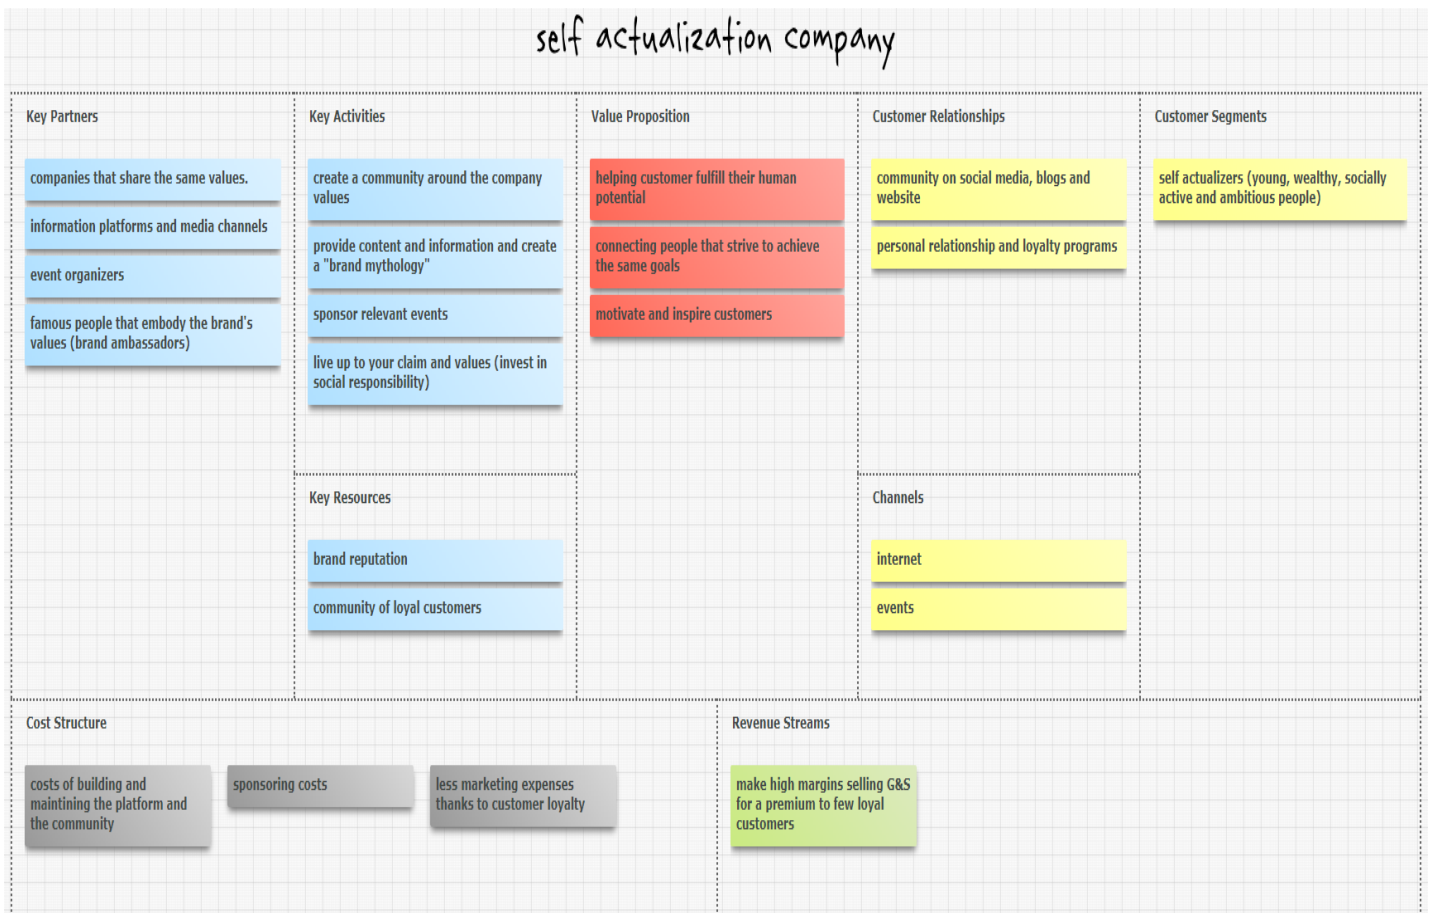 self actualization company
Key Partners
companies that share the same values.
information platforms and media channels
event organizers
famous people that embody the brand's
values (brand ambassadors)
Key Activities
create a community around the company
values
provide content and information and create
a "brand mythology"
sponsor relevant events
live up to your claim and values (invest in
social responsibility)
Key Resources
brand reputation
community of loyal customers
Value Proposition
helping customer fulfill their human
potential
connecting people that strive to achieve
the same goals
motivate and inspire customers
Customer Relationships
community on social media, blogs and
website
personal relationship and loyalty programs
Channels
internet
events
Customer Segments
self actualizers (young, wealthy, socially
active and ambitious people)
Cost Structure
costs of building and
maintining the platform and
the community
sponsoring costs
less marketing expenses
thanks to customer loyalty
Revenue Streams
make high margins selling G&S
for a premium to few loyal
customers